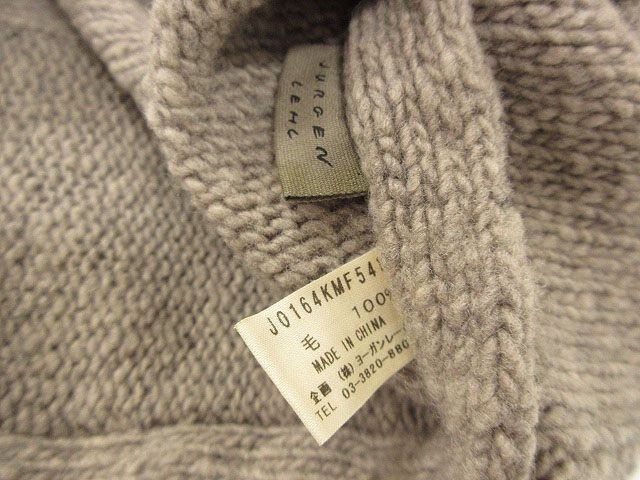 JURGEN
LEHL
J0164KMF541
毛 100%
MADE IN CHINA
企画 (株)ヨーガンレー
TEL 03-3820-880